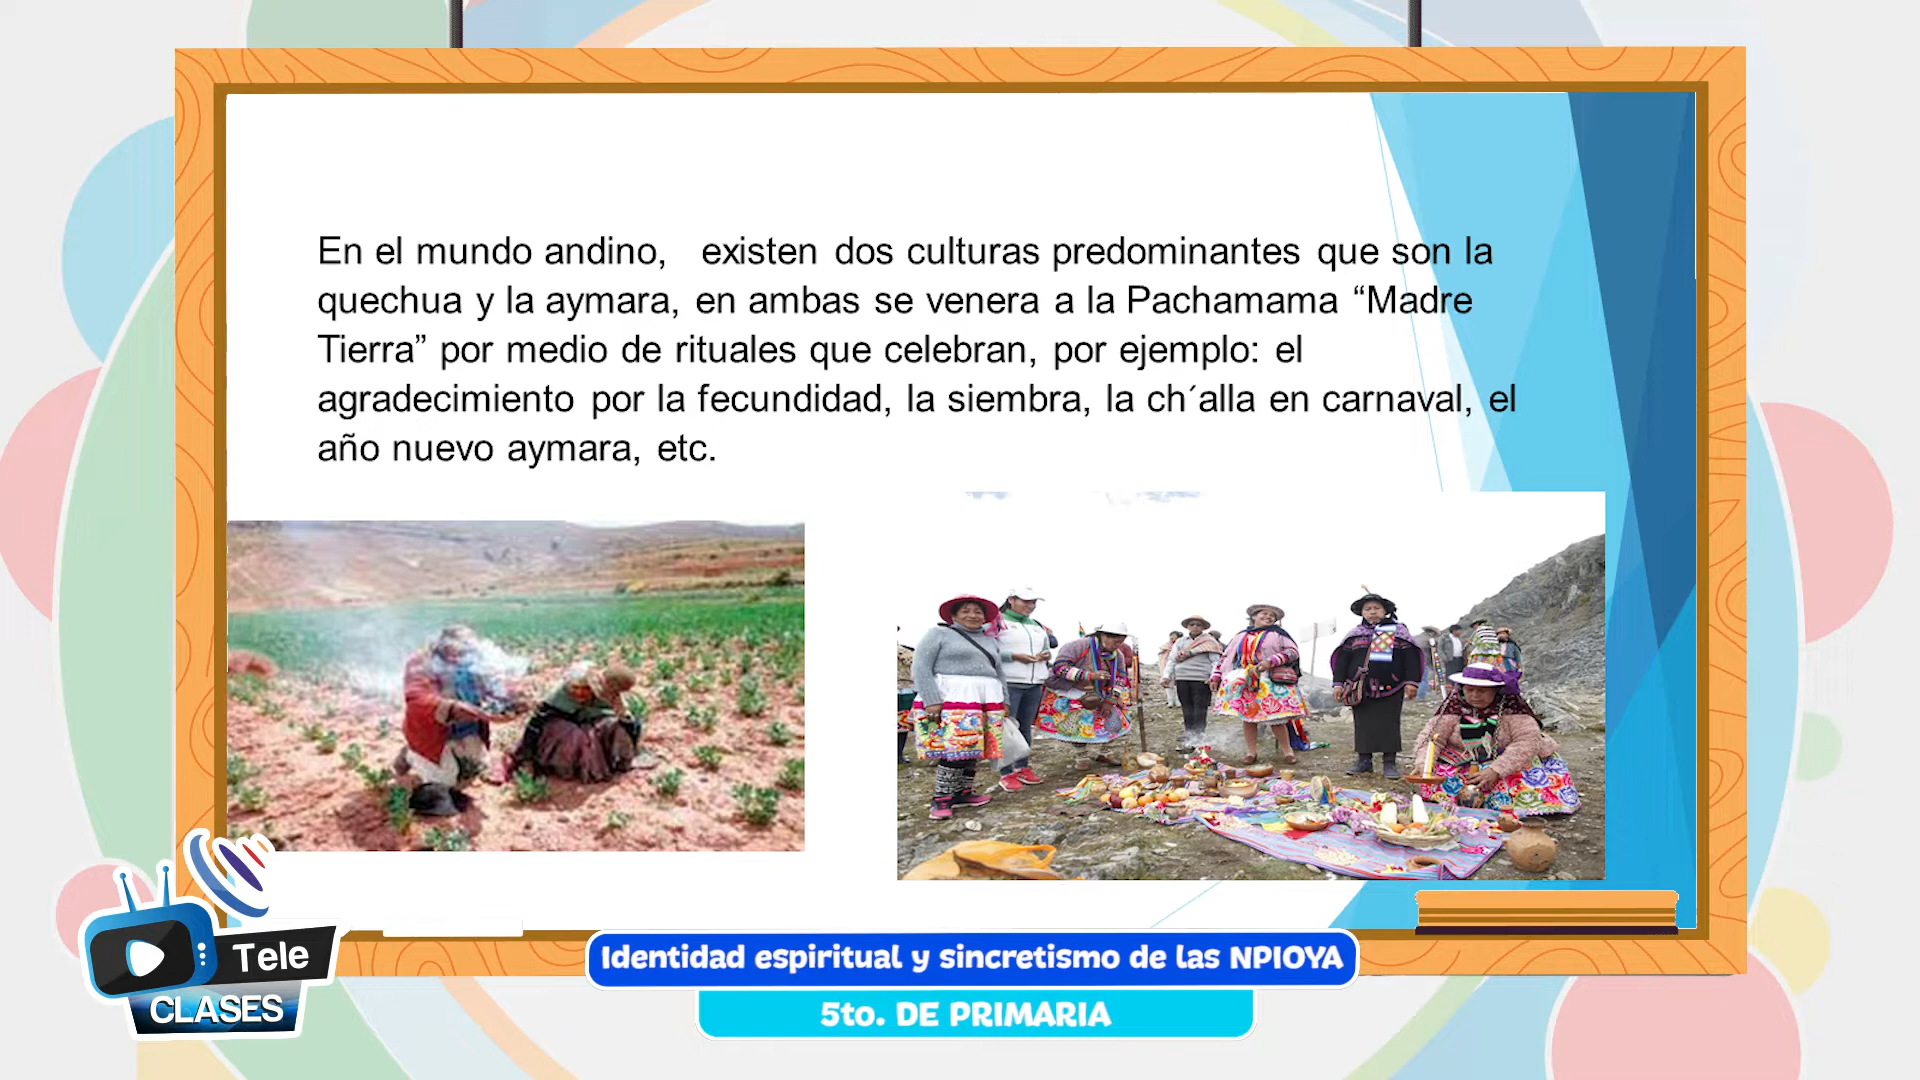 En el mundo andino, existen dos culturas predominantes que son la
quechua y la aymara, en ambas se venera a la Pachamama “Madre
Tierra” por medio de rituales que celebran, por ejemplo: el
agradecimiento por la fecundidad, la siembra, la ch´alla en carnaval, el
año nuevo aymara, etc.
Tele
CLASES
Identidad espiritual y sincretismo de las NPIOYA
5to. DE PRIMARIA